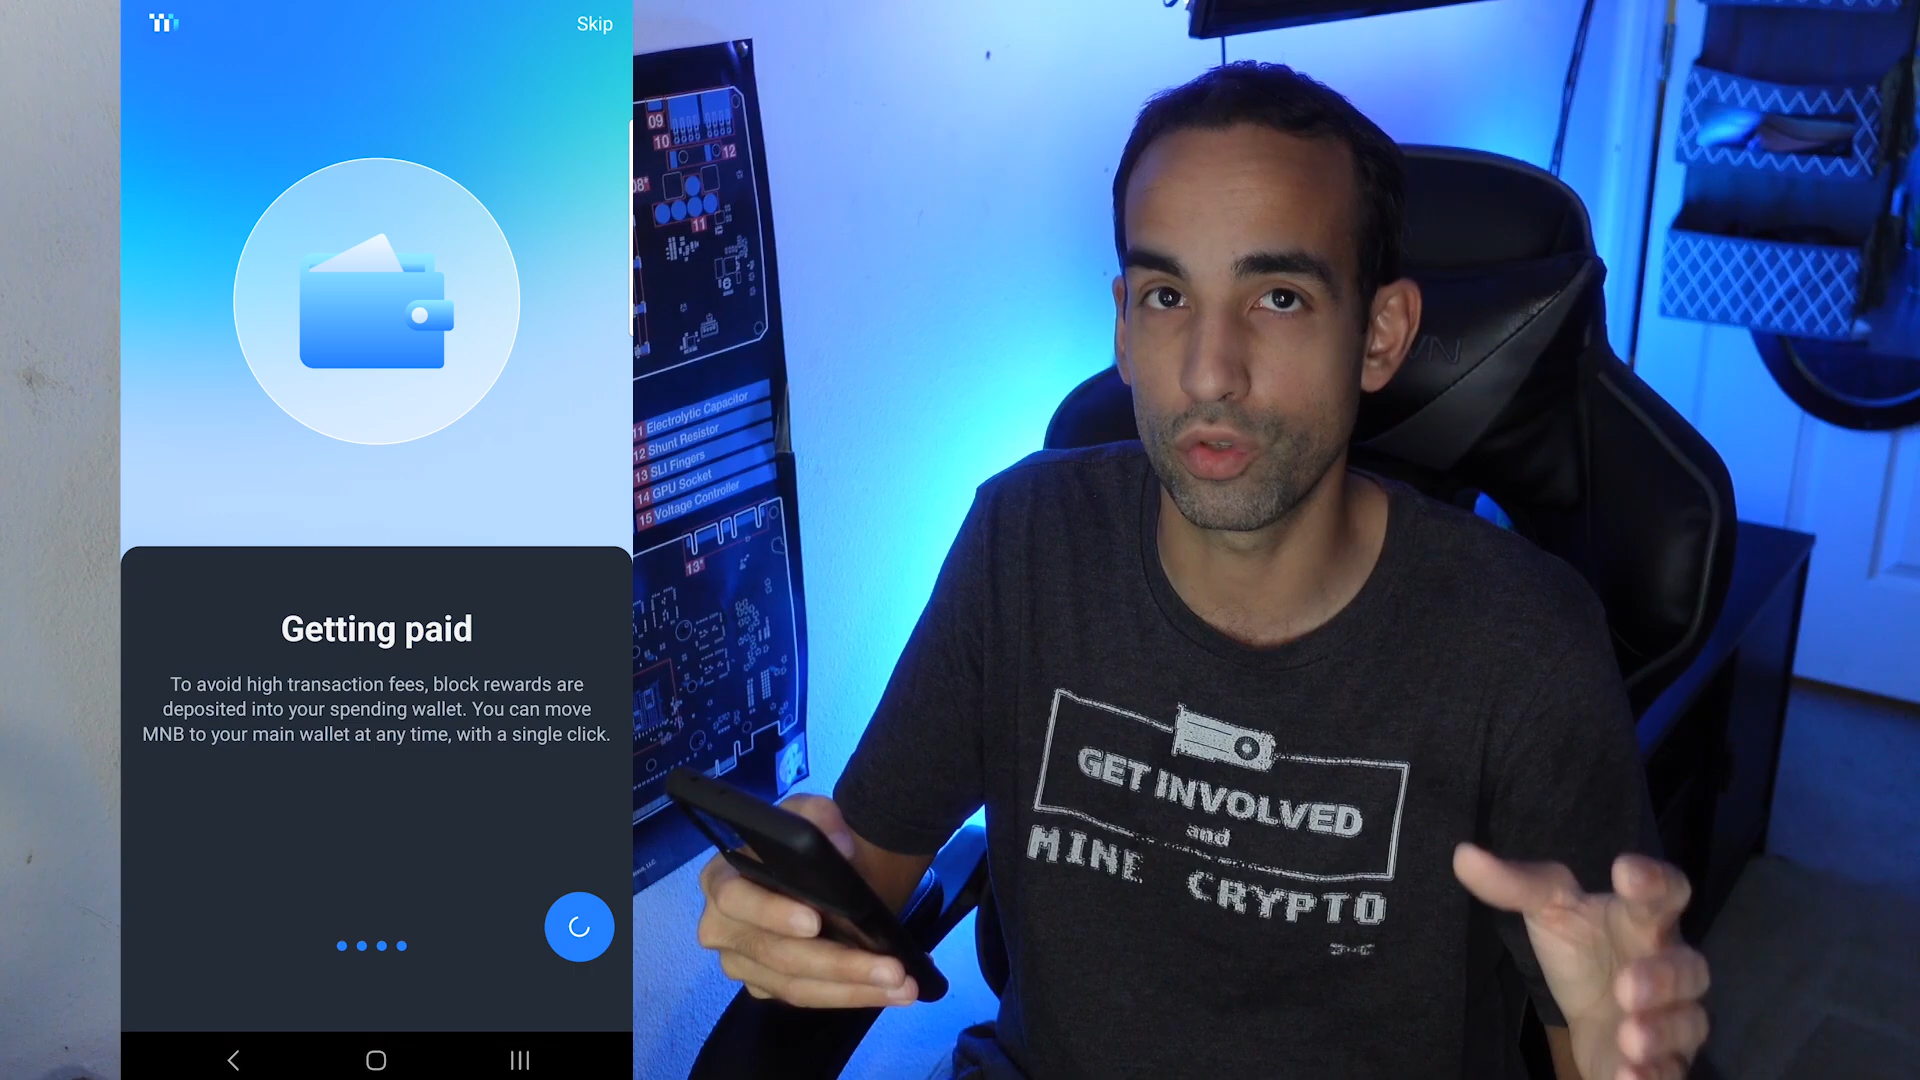 Skip
Getting paid
To avoid high transaction fees, block rewards are
deposited into your spending wallet. You can move
MNB to your main wallet at any time, with a single click.
09
10
12
08*
11
11 Electrolytic Capacitor
12 Shunt Resistor
13 SLI Fingers
14 GPU Socket
15 Voltage Controller
13*
GET INVOLVED
and
MINE CRYPTO